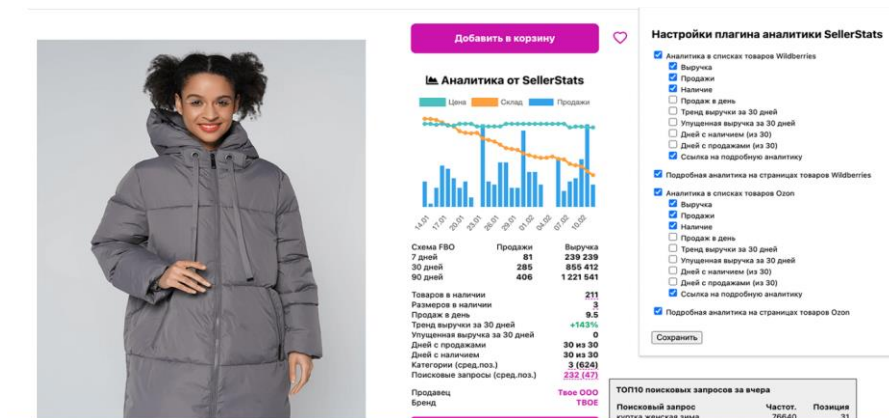 Добавить в корзину
Аналитика от SellerStats
Цена Склад Продажи
14.01 17.01 20.01 23.01 26.01 29.01 01.02 04.02 07.02 10.02
Схема FBO Продажи Выручка
7 дней 81 239 239
30 дней 285 855 412
90 дней 406 1 221 541
Товаров в наличии 211
Размеров в наличии 3
Продаж в день 9.5
Тренд выручки за 30 дней +143%
Упущенная выручка за 30 дней 0
Дней с продажами 30 из 30
Дней с наличием 30 из 30
Категории (сред.поз.) 3 (624)
Поисковые запросы (сред.поз.) 232 (47)
Продавец Твое ООО
Бренд ТВОЕ
Настройки плагина аналитики SellerStats
Аналитика в списках товаров Wildberries
Выручка
Продажи
Наличие
Продаж в день
Тренд выручки за 30 дней
Упущенная выручка за 30 дней
Дней с наличием (из 30)
Дней с продажами (из 30)
Ссылка на подробную аналитику
Подробная аналитика на страницах товаров Wildberries
Аналитика в списках товаров Ozon
Выручка
Продажи
Наличие
Продаж в день
Тренд выручки за 30 дней
Упущенная выручка за 30 дней
Дней с наличием (из 30)
Дней с продажами (из 30)
Ссылка на подробную аналитику
Подробная аналитика на страницах товаров Ozon
Сохранить
ТОП10 поисковых запросов за вчера
Поисковый запрос Частот. Позиция
куртка женская зима 76640 31